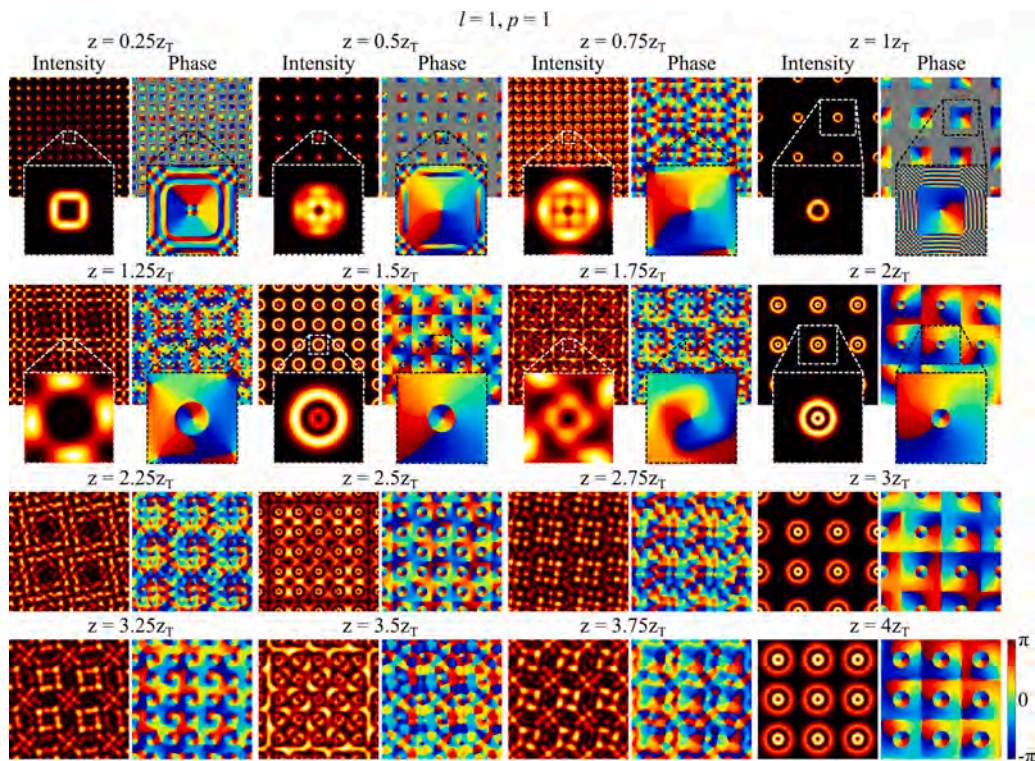 l = 1, p = 1
z = 0.25z_T z = 0.5z_T z = 0.75z_T z = 1z_T
Intensity Phase Intensity Phase Intensity Phase Intensity Phase
z = 1.25z_T z = 1.5z_T z = 1.75z_T z = 2z_T
z = 2.25z_T z = 2.5z_T z = 2.75z_T z = 3z_T
z = 3.25z_T z = 3.5z_T z = 3.75z_T z = 4z_T
π
0
-π